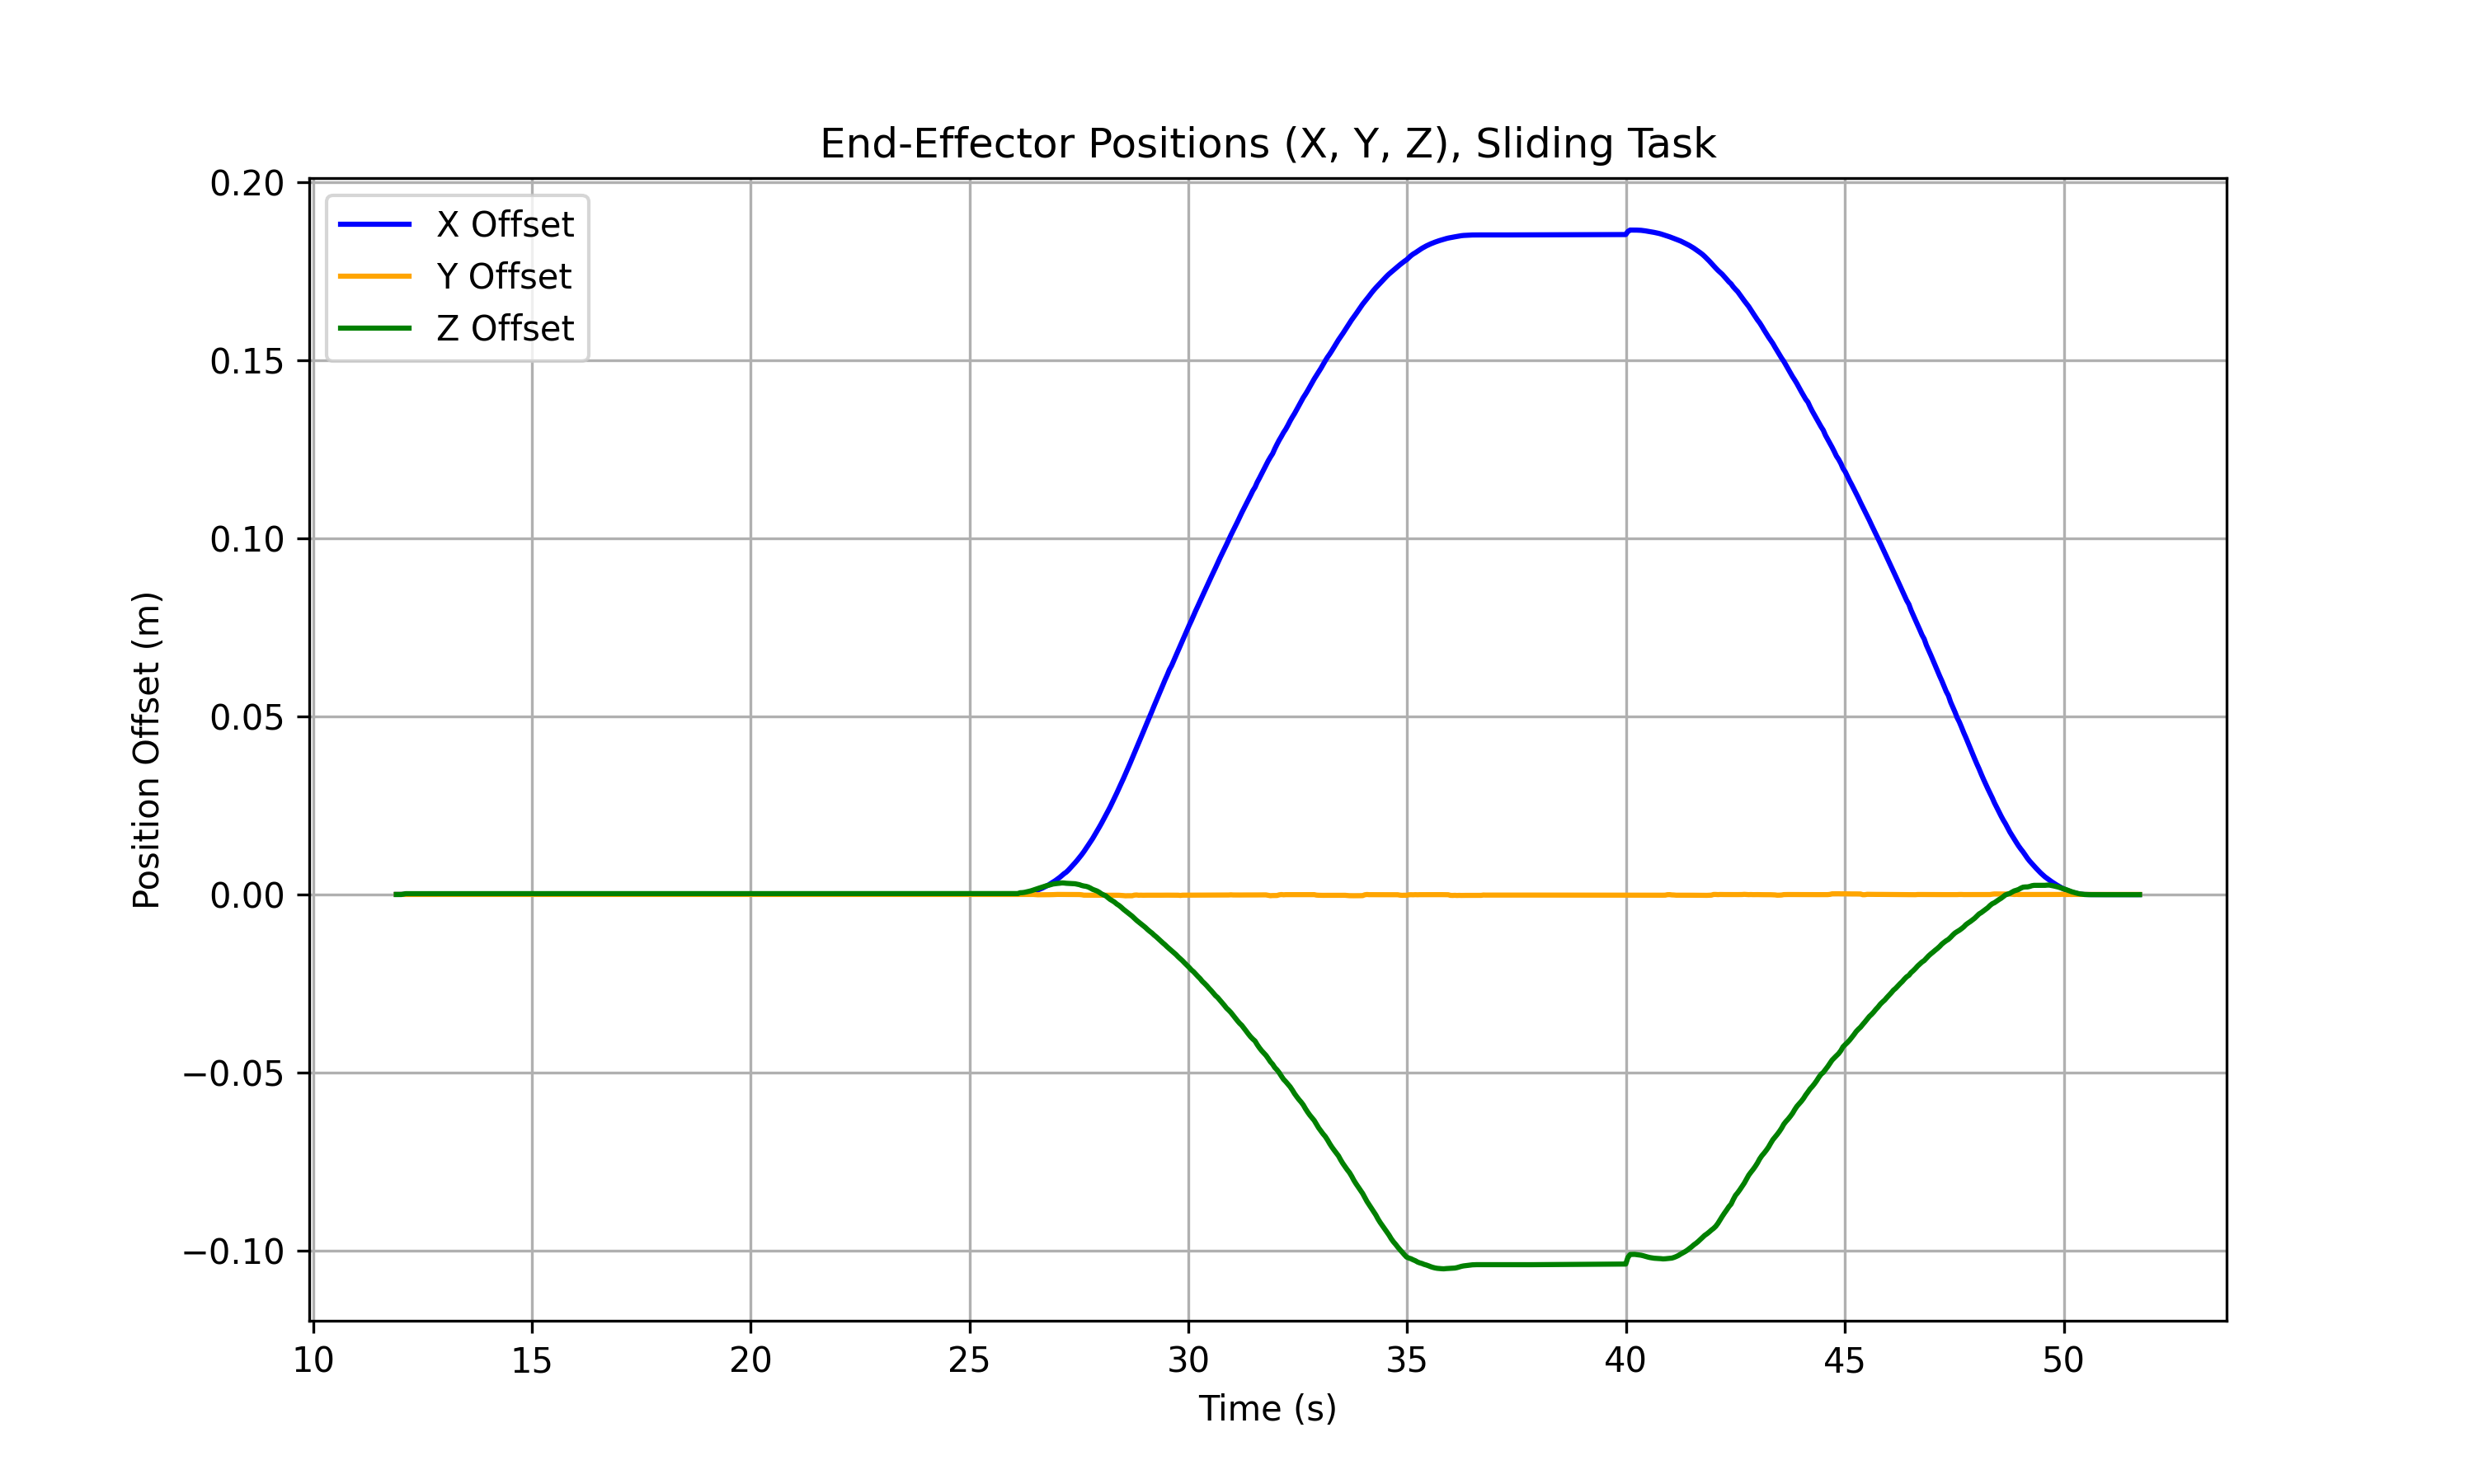 End-Effector Positions (X, Y, Z), Sliding Task
X Offset
Y Offset
Z Offset
0.20
0.15
0.10
0.05
0.00
−0.05
−0.10
Position Offset (m)
10 15 20 25 30 35 40 45 50
Time (s)